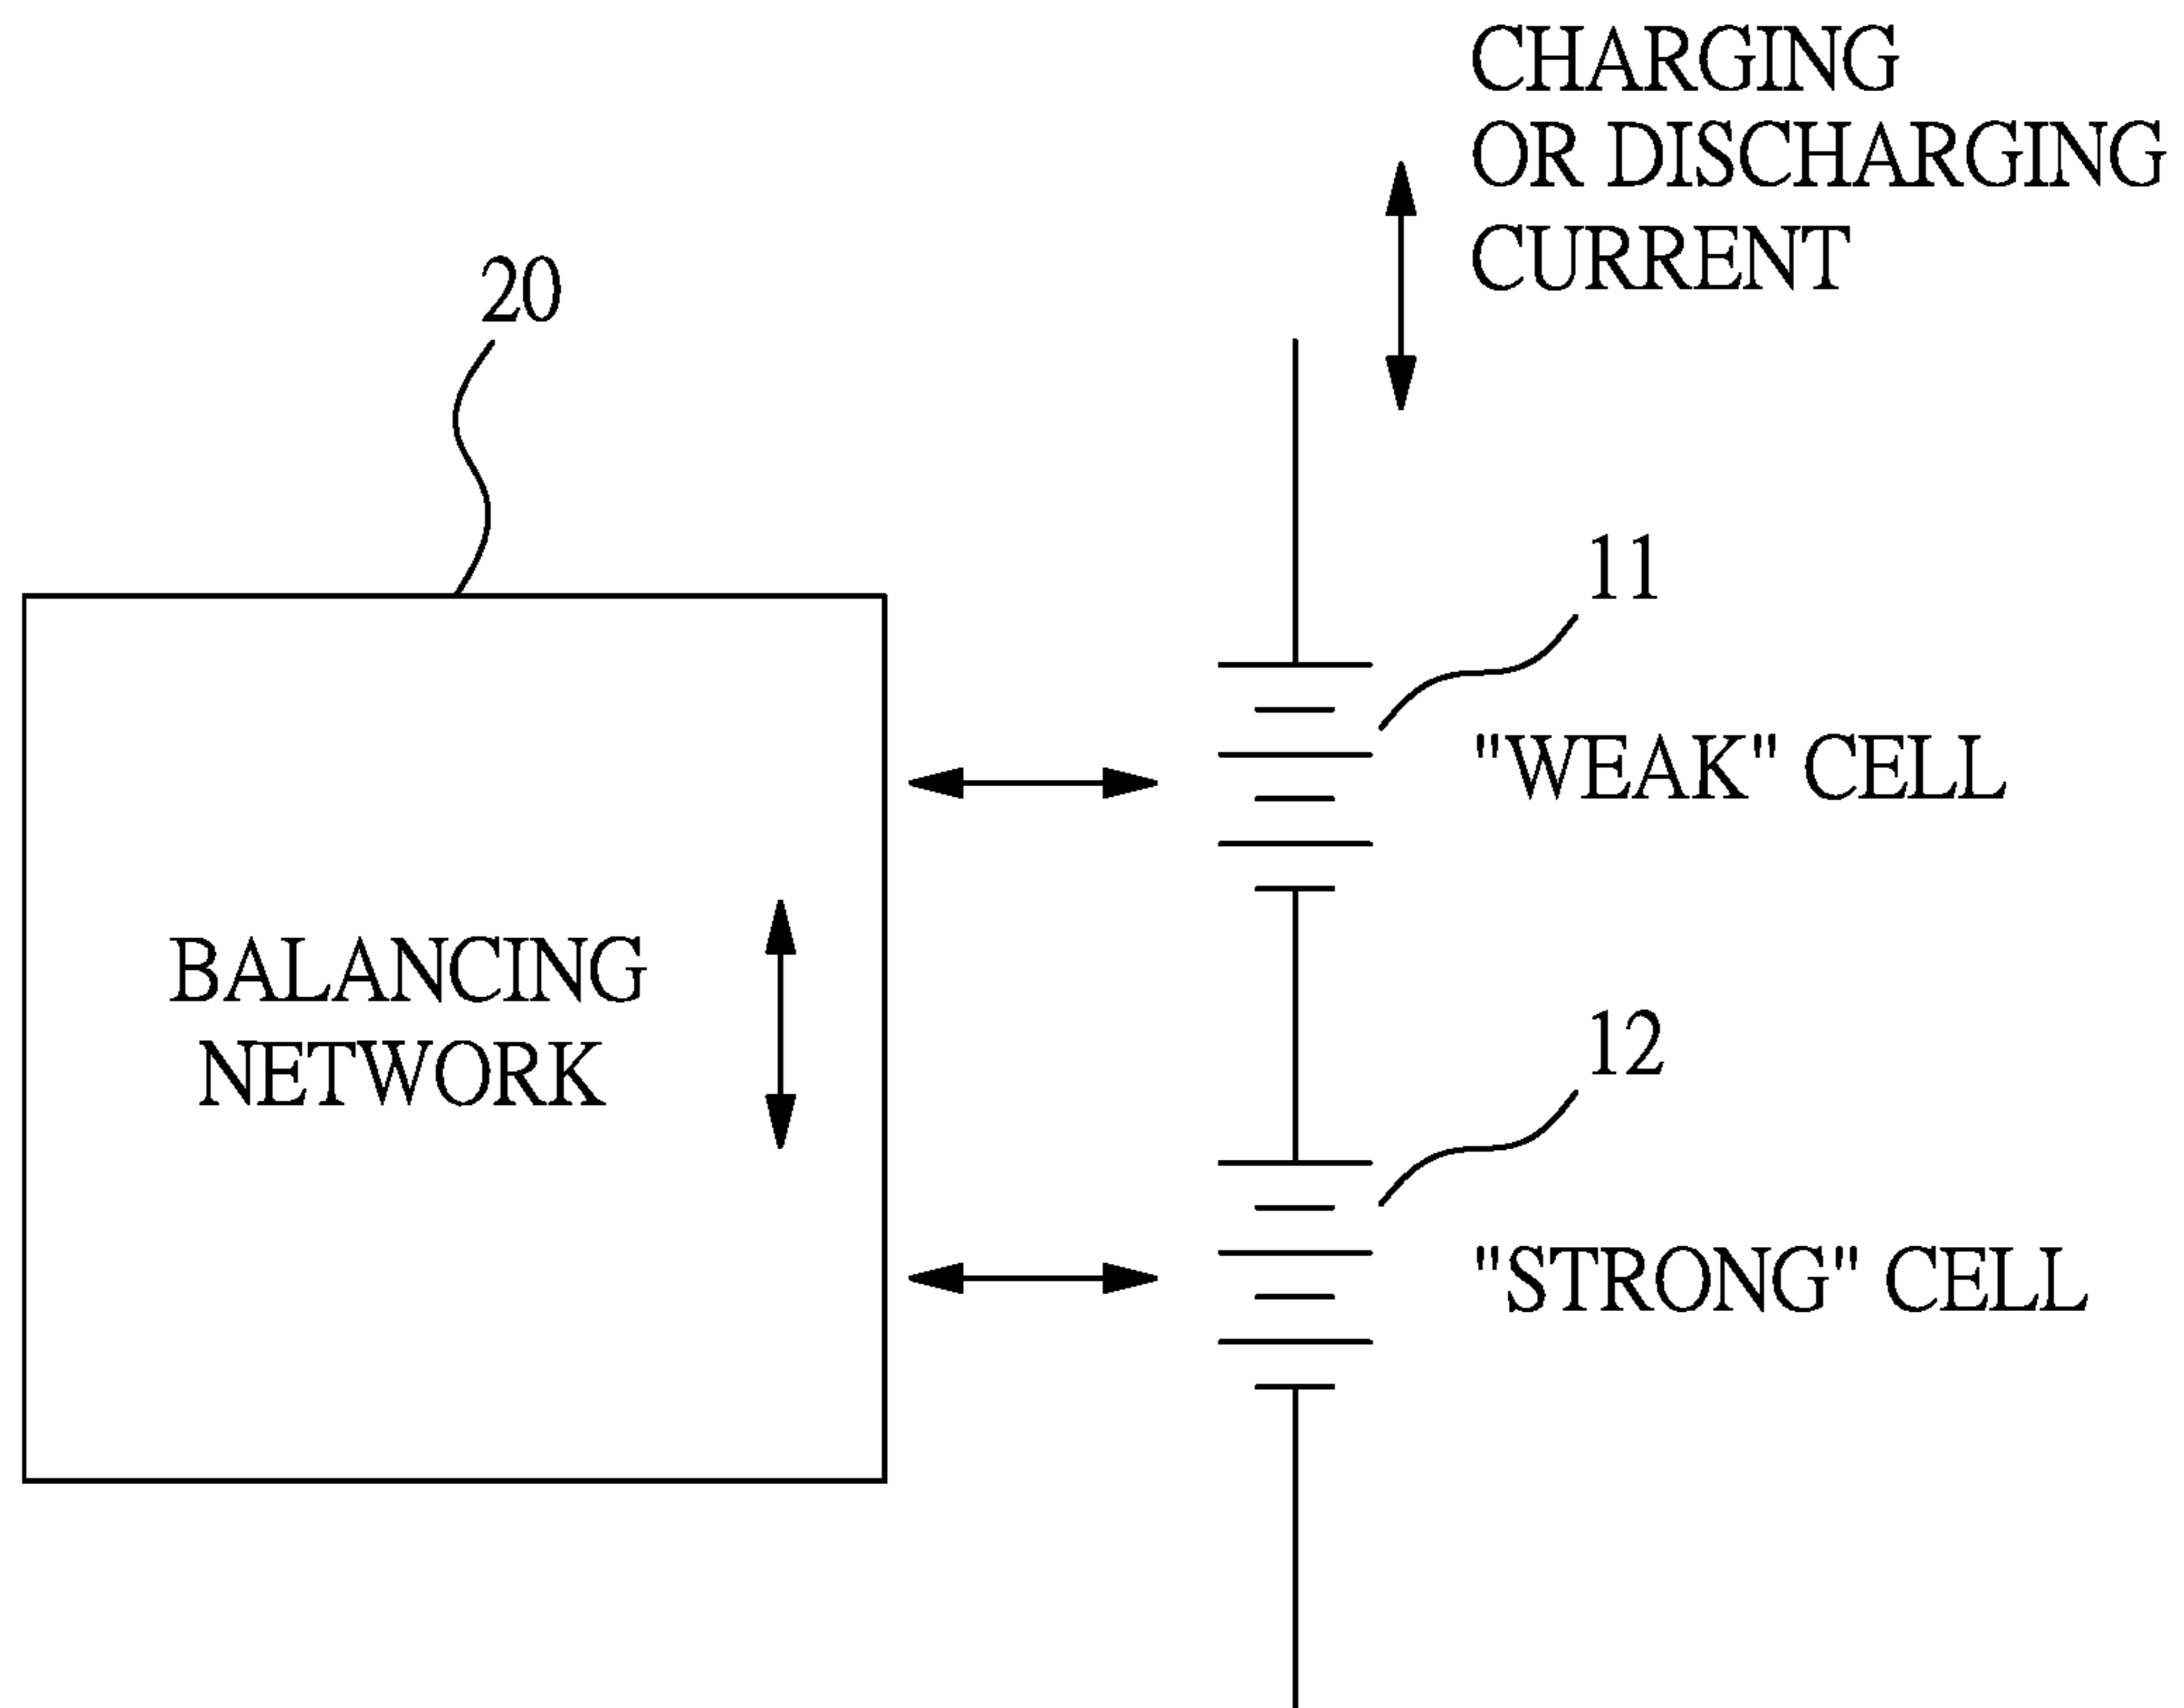 CHARGING
OR DISCHARGING
CURRENT
20
11
"WEAK" CELL
BALANCING
NETWORK
12
"STRONG" CELL